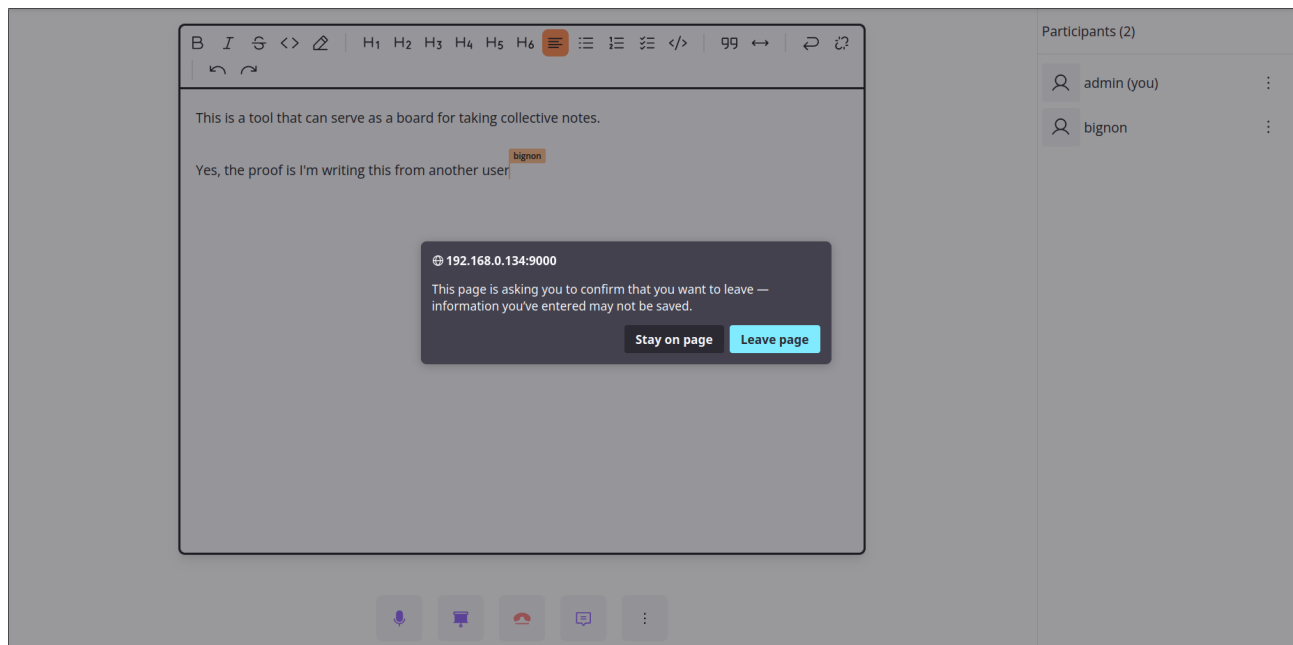 H1 H2 H3 H4 H5 H6
Participants (2)
admin (you)
bignon
This is a tool that can serve as a board for taking collective notes.
bignon
Yes, the proof is I'm writing this from another user
192.168.0.134:9000
This page is asking you to confirm that you want to leave —
information you've entered may not be saved.
Stay on page Leave page